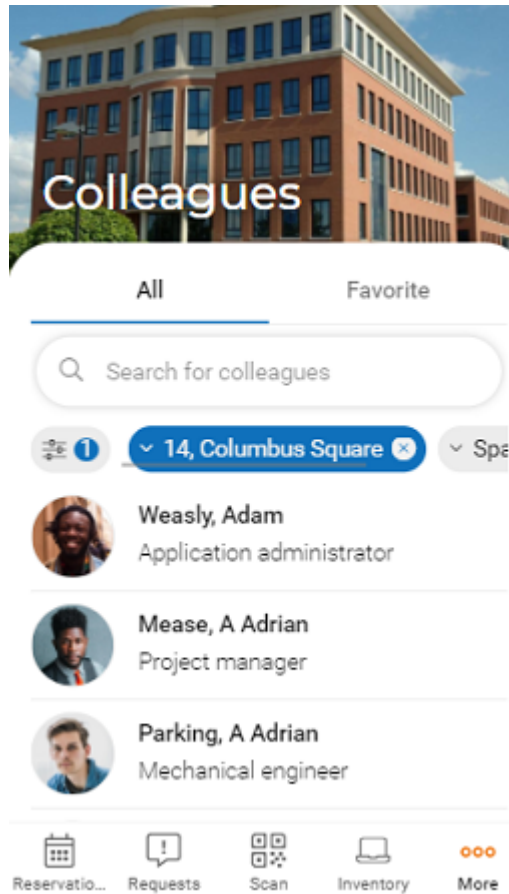 Colleagues
All
Favorite
Search for colleagues
1
14, Columbus Square
Spa
Weasly, Adam
Application administrator
Mease, A Adrian
Project manager
Parking, A Adrian
Mechanical engineer
Reservatio...
Requests
Scan
Inventory
More